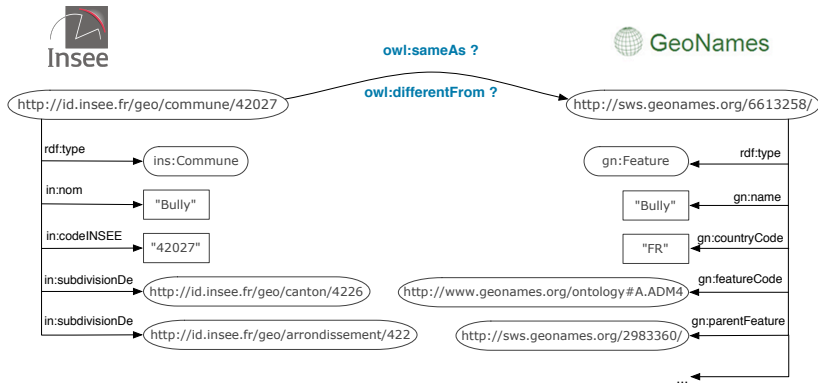 Insee
owl:sameAs ?
GeoNames
owl:differentFrom ?
http://id.insee.fr/geo/commune/42027
http://sws.geonames.org/6613258/
rdf:type
ins:Commune
gn:Feature
rdf:type
in:nom
"Bully"
"Bully"
gn:name
in:codeINSEE
"42027"
"FR"
gn:countryCode
in:subdivisionDe
http://id.insee.fr/geo/canton/4226
http://www.geonames.org/ontology#A.ADM4
gn:featureCode
in:subdivisionDe
http://id.insee.fr/geo/arrondissement/422
http://sws.geonames.org/2983360/
gn:parentFeature
...